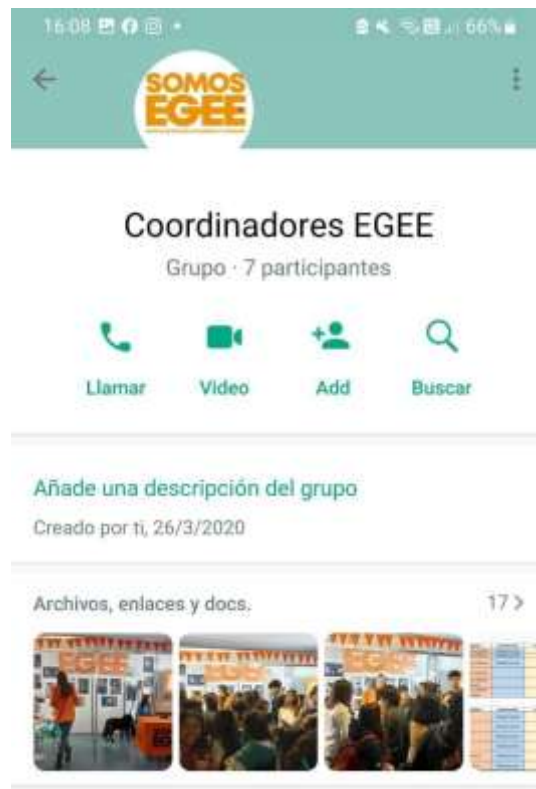 16:08
66%
SOMOS
EGEE
Coordinadores EGEE
Grupo · 7 participantes
Llamar Video Add Buscar
Añade una descripción del grupo
Creado por ti, 26/3/2020
Archivos, enlaces y docs. 17 >
EGEE EGEE EGEE